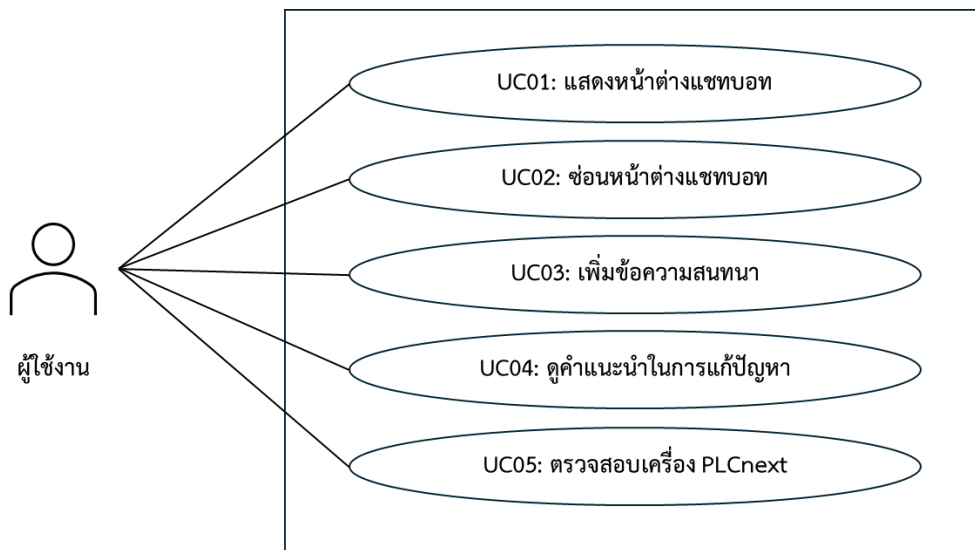 UC01: แสดงหน้าต่างแชทบอท
UC02: ซ่อนหน้าต่างแชทบอท
UC03: เพิ่มข้อความสนทนา
ผู้ใช้งาน
UC04: ดูคำแนะนำในการแก้ปัญหา
UC05: ตรวจสอบเครื่อง PLCnext